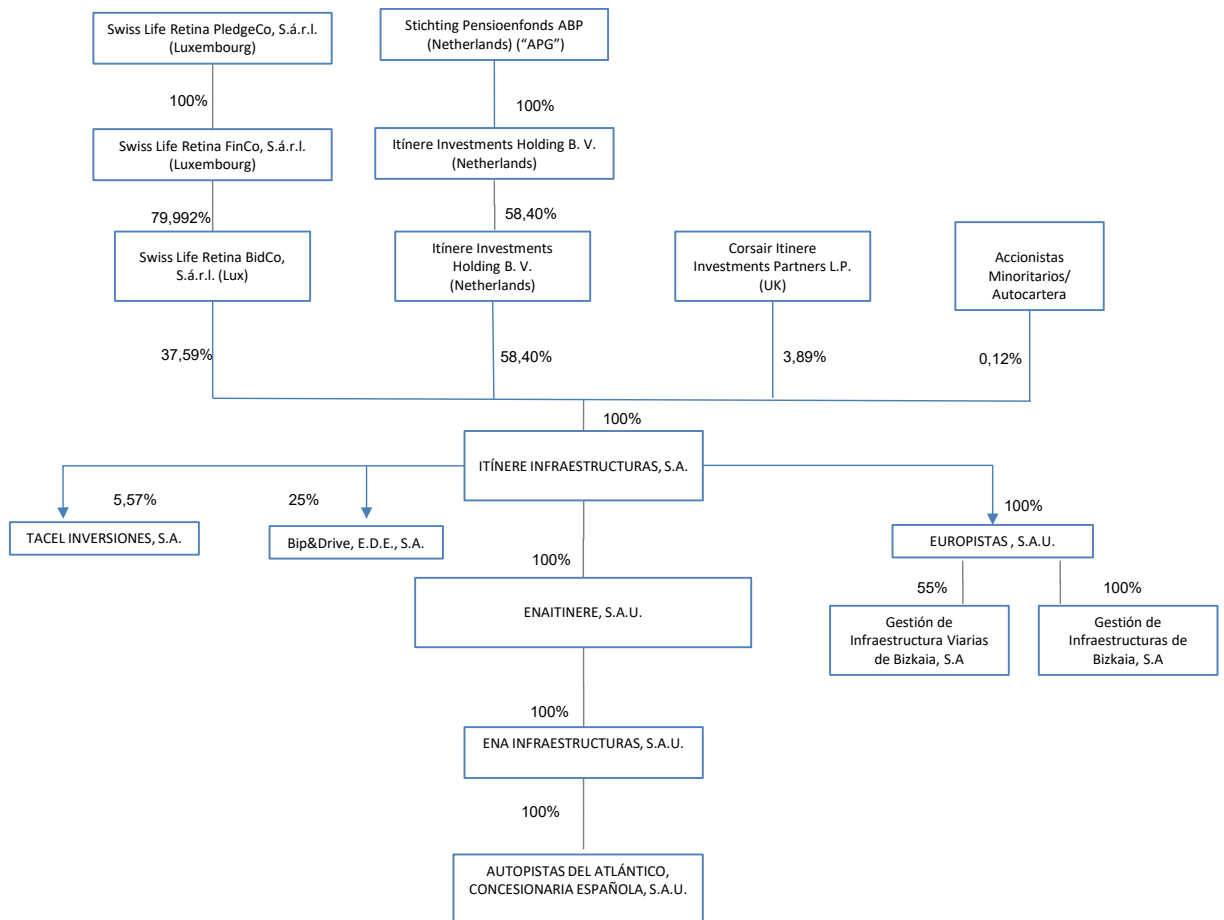 Swiss Life Retina PledgeCo, S.á.r.l.
(Luxembourg)
Stichting Pensioenfonds ABP
(Netherlands) (“APG”)
100%
100%
Swiss Life Retina FinCo, S.á.r.l.
(Luxembourg)
Itínere Investments Holding B. V.
(Netherlands)
79,992%
58,40%
Swiss Life Retina BidCo,
S.á.r.l. (Lux)
Itínere Investments
Holding B. V.
(Netherlands)
Corsair Itinere
Investments Partners L.P.
(UK)
Accionistas
Minoritarios/
Autocartera
37,59%
58,40%
3,89%
0,12%
100%
ITÍNERE INFRAESTRUCTURAS, S.A.
5,57%
25%
100%
TACEL INVERSIONES, S.A.
Bip&Drive, E.D.E., S.A.
EUROPISTAS , S.A.U.
100%
55%
100%
ENAITINERE, S.A.U.
Gestión de
Infraestructura Viarias
de Bizkaia, S.A
Gestión de
Infraestructuras de
Bizkaia, S.A
100%
ENA INFRAESTRUCTURAS, S.A.U.
100%
AUTOPISTAS DEL ATLÁNTICO,
CONCESIONARIA ESPAÑOLA, S.A.U.